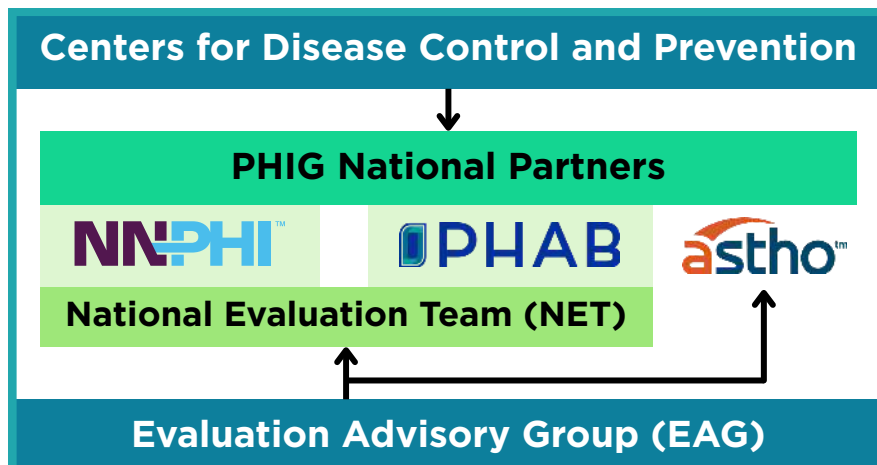 Centers for Disease Control and Prevention
PHIG National Partners
NNPHI™ PHAB astho™
National Evaluation Team (NET)
Evaluation Advisory Group (EAG)